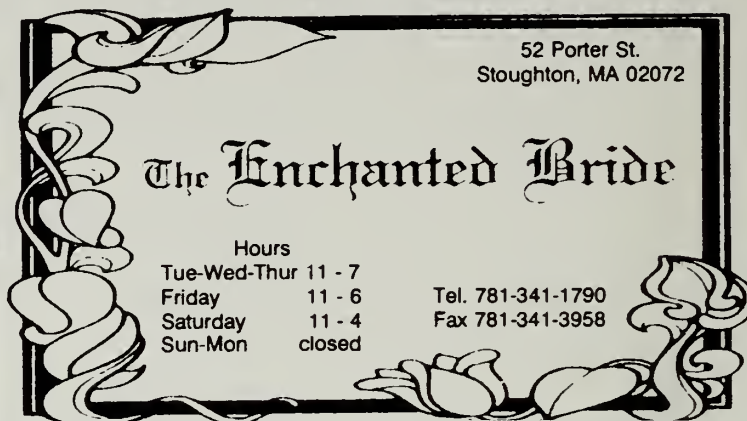 52 Porter St.
Stoughton, MA 02072
The Enchanted Bride
Hours
Tue-Wed-Thur 11 - 7
Friday 11 - 6
Saturday 11 - 4
Sun-Mon closed
Tel. 781-341-1790
Fax 781-341-3958